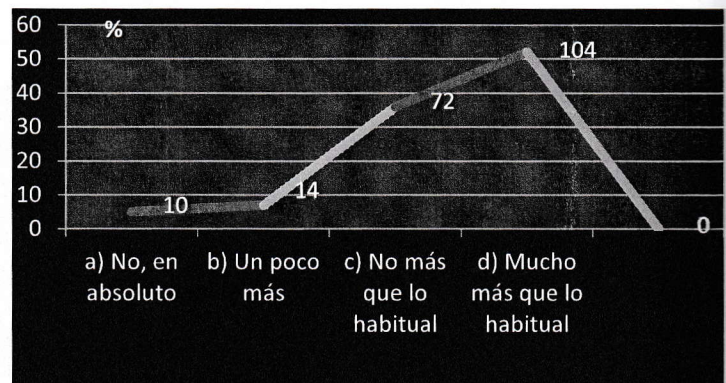 60
%
50
104
40
72
30
20
10
10
14
0
0
a) No, en
absoluto
b) Un poco
más
c) No más
que lo
habitual
d) Mucho
más que lo
habitual